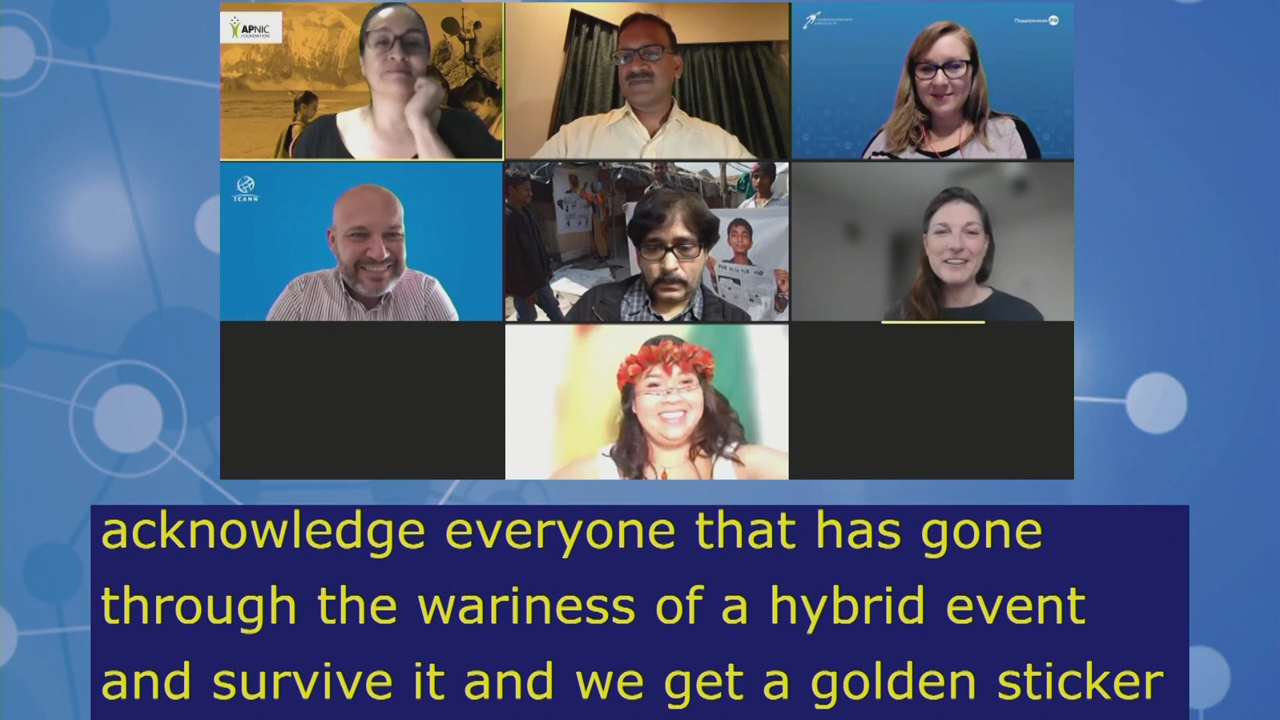 APNIC
FOUNDATION
ICANN
acknowledge everyone that has gone
through the wariness of a hybrid event
and survive it and we get a golden sticker